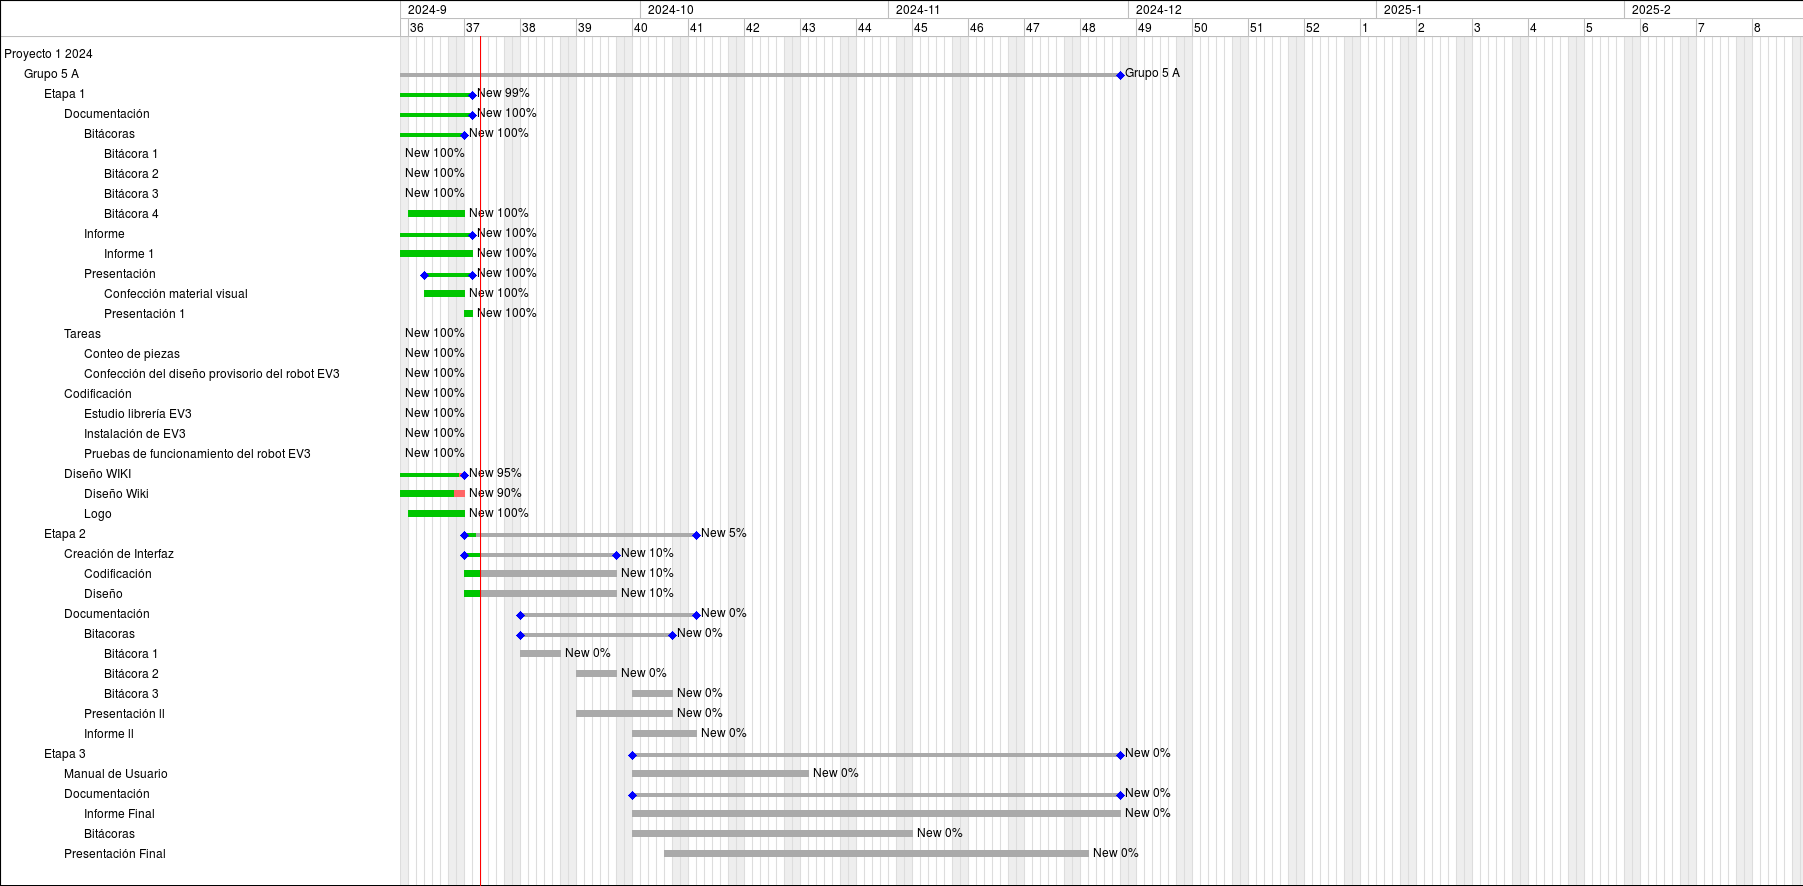 2024-9 2024-10 2024-11 2024-12 2025-1 2025-2
36 37 38 39 40 41 42 43 44 45 46 47 48 49 50 51 52 1 2 3 4 5 6 7 8
Proyecto 1 2024
Grupo 5 A Grupo 5 A
Etapa 1 New 99%
Documentación New 100%
Bitácoras New 100%
Bitácora 1 New 100%
Bitácora 2 New 100%
Bitácora 3 New 100%
Bitácora 4 New 100%
Informe New 100%
Informe 1 New 100%
Presentación New 100%
Confección material visual New 100%
Presentación 1 New 100%
Tareas New 100%
Conteo de piezas New 100%
Confección del diseño provisorio del robot EV3 New 100%
Codificación New 100%
Estudio librería EV3 New 100%
Instalación de EV3 New 100%
Pruebas de funcionamiento del robot EV3 New 100%
Diseño WIKI New 95%
Diseño Wiki New 90%
Logo New 100%
Etapa 2 New 5%
Creación de Interfaz New 10%
Codificación New 10%
Diseño New 10%
Documentación New 0%
Bitacoras New 0%
Bitácora 1 New 0%
Bitácora 2 New 0%
Bitácora 3 New 0%
Presentación ll New 0%
Informe ll New 0%
Etapa 3 New 0%
Manual de Usuario New 0%
Documentación New 0%
Informe Final New 0%
Bitácoras New 0%
Presentación Final New 0%